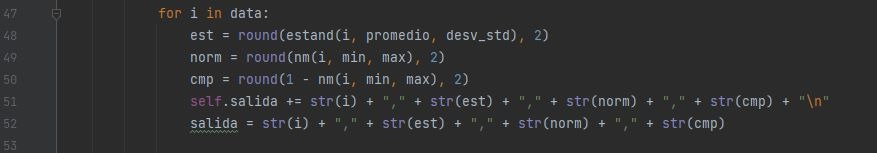 47 for i in data:
48 est = round(estand(i, promedio, desv_std), 2)
49 norm = round(nm(i, min, max), 2)
50 cmp = round(1 - nm(i, min, max), 2)
51 self.salida += str(i) + "," + str(est) + "," + str(norm) + "," + str(cmp) + "\n"
52 salida = str(i) + "," + str(est) + "," + str(norm) + "," + str(cmp)
53